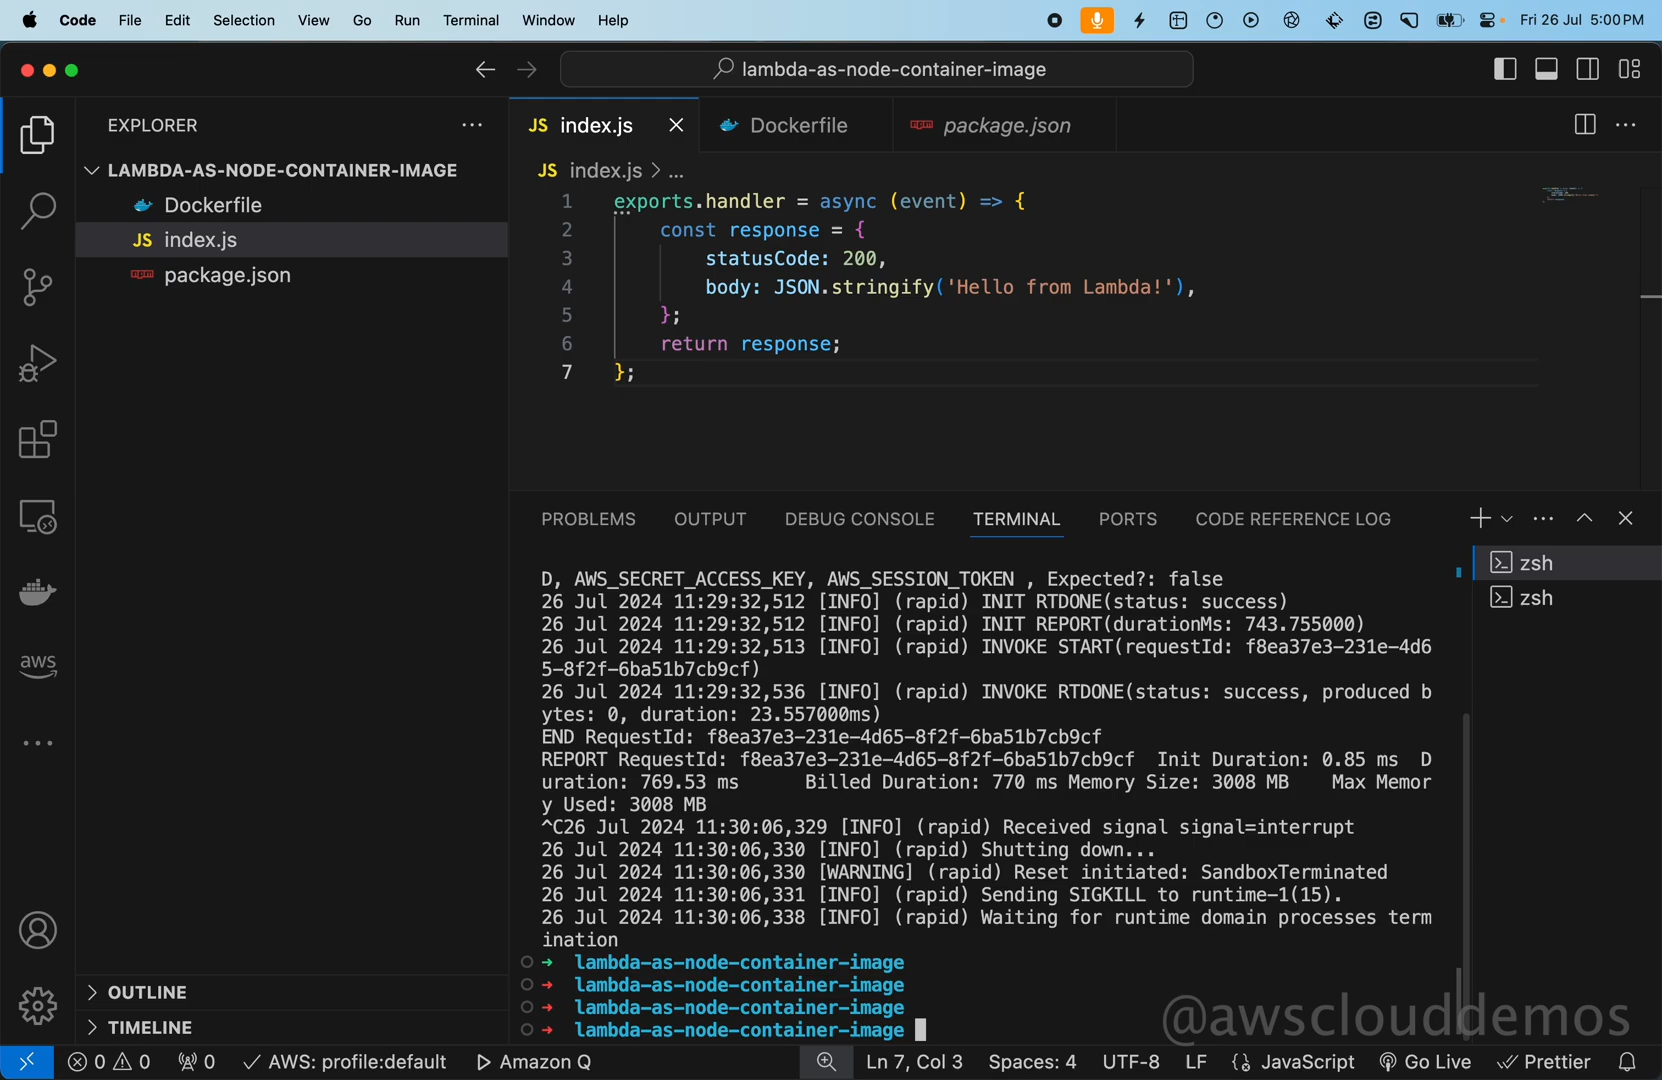 Code File Edit Selection View Go Run Terminal Window Help Fri 26 Jul 5:00 PM
lambda-as-node-container-image
EXPLORER
LAMBDA-AS-NODE-CONTAINER-IMAGE
Dockerfile
JS index.js
package.json
OUTLINE
TIMELINE
aws
JS index.js Dockerfile package.json
JS index.js > ...
1 exports.handler = async (event) => {
2 const response = {
3 statusCode: 200,
4 body: JSON.stringify('Hello from Lambda!'),
5 };
6 return response;
7 };
PROBLEMS OUTPUT DEBUG CONSOLE TERMINAL PORTS CODE REFERENCE LOG
zsh
zsh
D, AWS_SECRET_ACCESS_KEY, AWS_SESSION_TOKEN , Expected?: false
26 Jul 2024 11:29:32,512 [INFO] (rapid) INIT RTDONE(status: success)
26 Jul 2024 11:29:32,512 [INFO] (rapid) INIT REPORT(durationMs: 743.755000)
26 Jul 2024 11:29:32,513 [INFO] (rapid) INVOKE START(requestId: f8ea37e3-231e-4d6
5-8f2f-6ba51b7cb9cf)
26 Jul 2024 11:29:32,536 [INFO] (rapid) INVOKE RTDONE(status: success, produced b
ytes: 0, duration: 23.557000ms)
END RequestId: f8ea37e3-231e-4d65-8f2f-6ba51b7cb9cf
REPORT RequestId: f8ea37e3-231e-4d65-8f2f-6ba51b7cb9cf Init Duration: 0.85 ms D
uration: 769.53 ms Billed Duration: 770 ms Memory Size: 3008 MB Max Memor
y Used: 3008 MB
^C26 Jul 2024 11:30:06,329 [INFO] (rapid) Received signal signal=interrupt
26 Jul 2024 11:30:06,330 [INFO] (rapid) Shutting down...
26 Jul 2024 11:30:06,330 [WARNING] (rapid) Reset initiated: SandboxTerminated
26 Jul 2024 11:30:06,331 [INFO] (rapid) Sending SIGKILL to runtime-1(15).
26 Jul 2024 11:30:06,338 [INFO] (rapid) Waiting for runtime domain processes term
ination
➜ lambda-as-node-container-image
➜ lambda-as-node-container-image
➜ lambda-as-node-container-image
➜ lambda-as-node-container-image
@awsclouddemos
0 0 0 AWS: profile:default Amazon Q Ln 7, Col 3 Spaces: 4 UTF-8 LF {} JavaScript Go Live Prettier